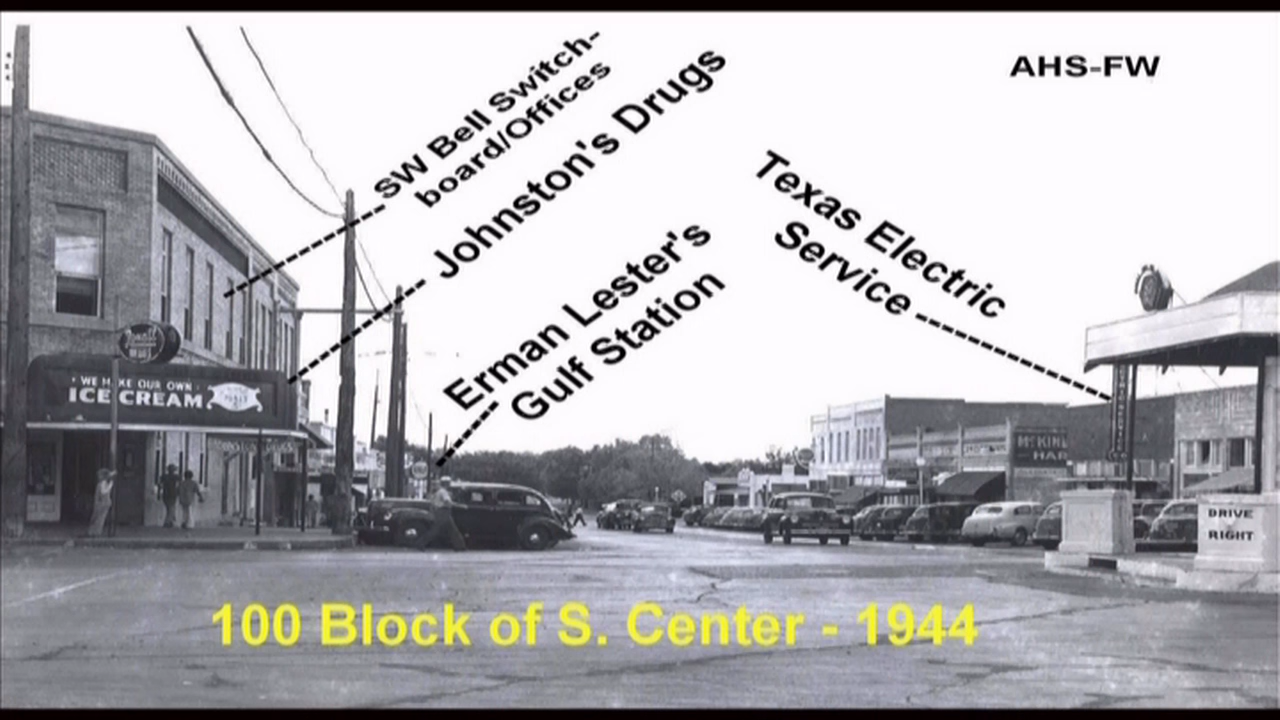 AHS-FW
SW Bell Switch-
board/Offices
Johnston's Drugs
Erman Lester's
Gulf Station
Texas Electric
Service
WE MAKE OUR OWN
ICE CREAM
DRIVE
RIGHT
100 Block of S. Center - 1944